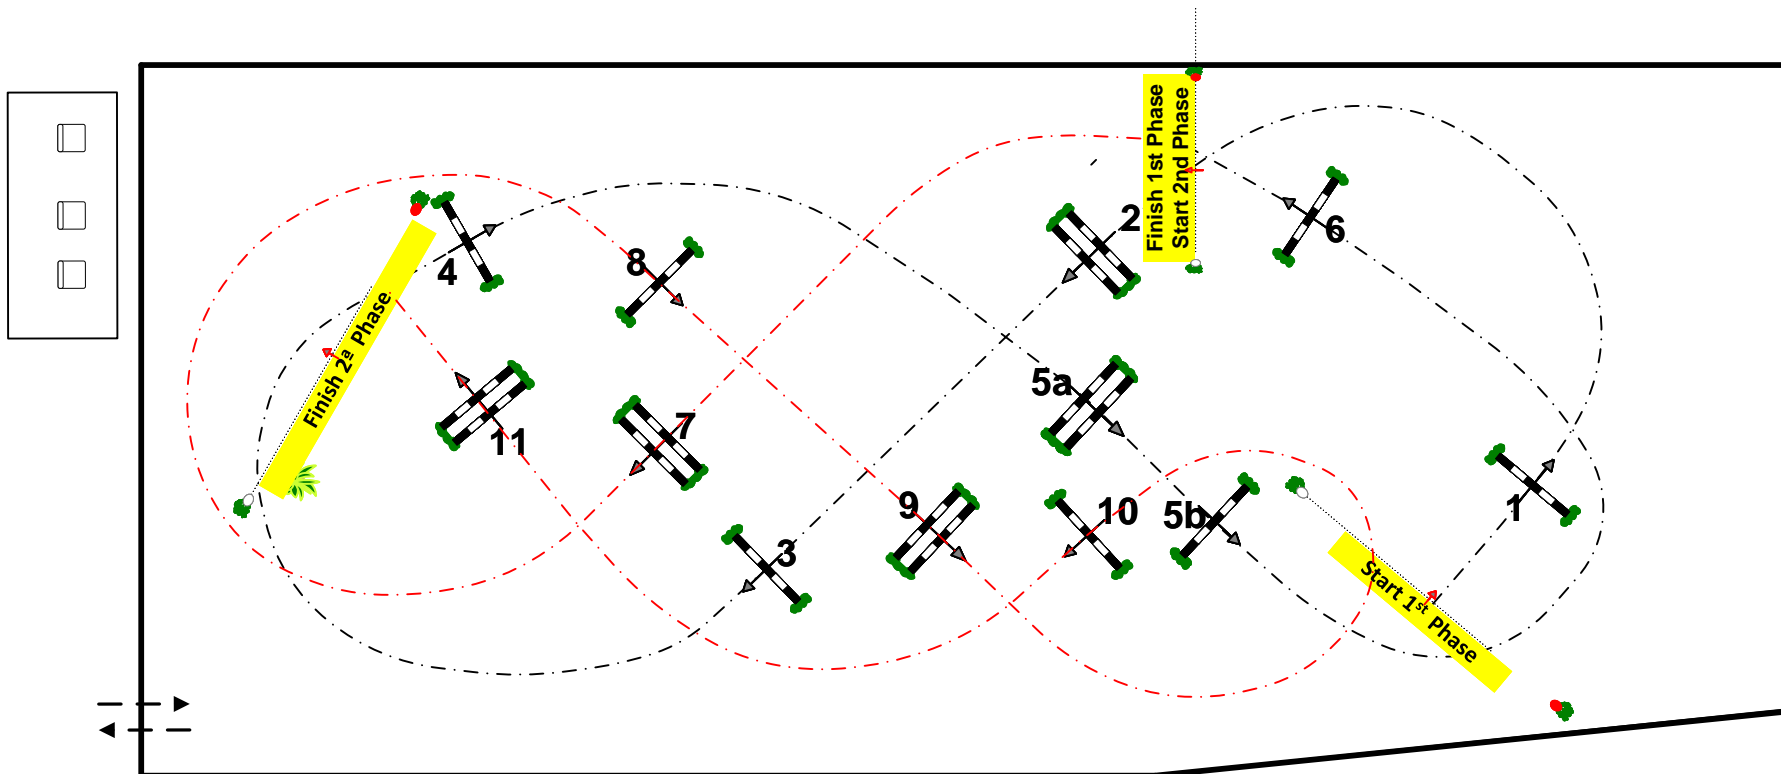 Finish 1st Phase
Start 2nd Phase
2
6
4
8
Finish 2ª Phase
5a
11
7
9
10
5b
1
3
Start 1st Phase